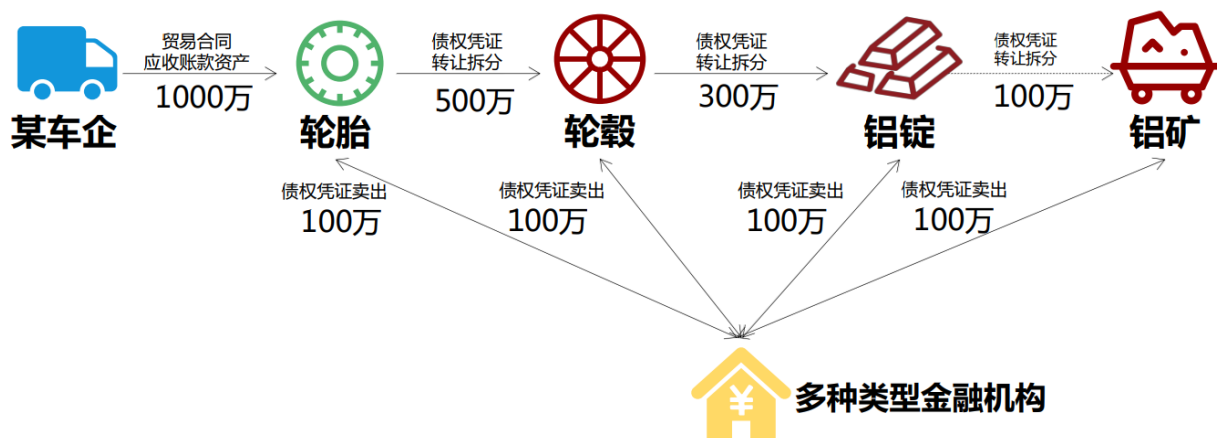 贸易合同
应收账款资产
1000万
债权凭证
转让拆分
500万
债权凭证
转让拆分
300万
债权凭证
转让拆分
100万
某车企
轮胎
轮毂
铝锭
铝矿
债权凭证卖出
100万
债权凭证卖出
100万
债权凭证卖出
100万
债权凭证卖出
100万
¥
多种类型金融机构